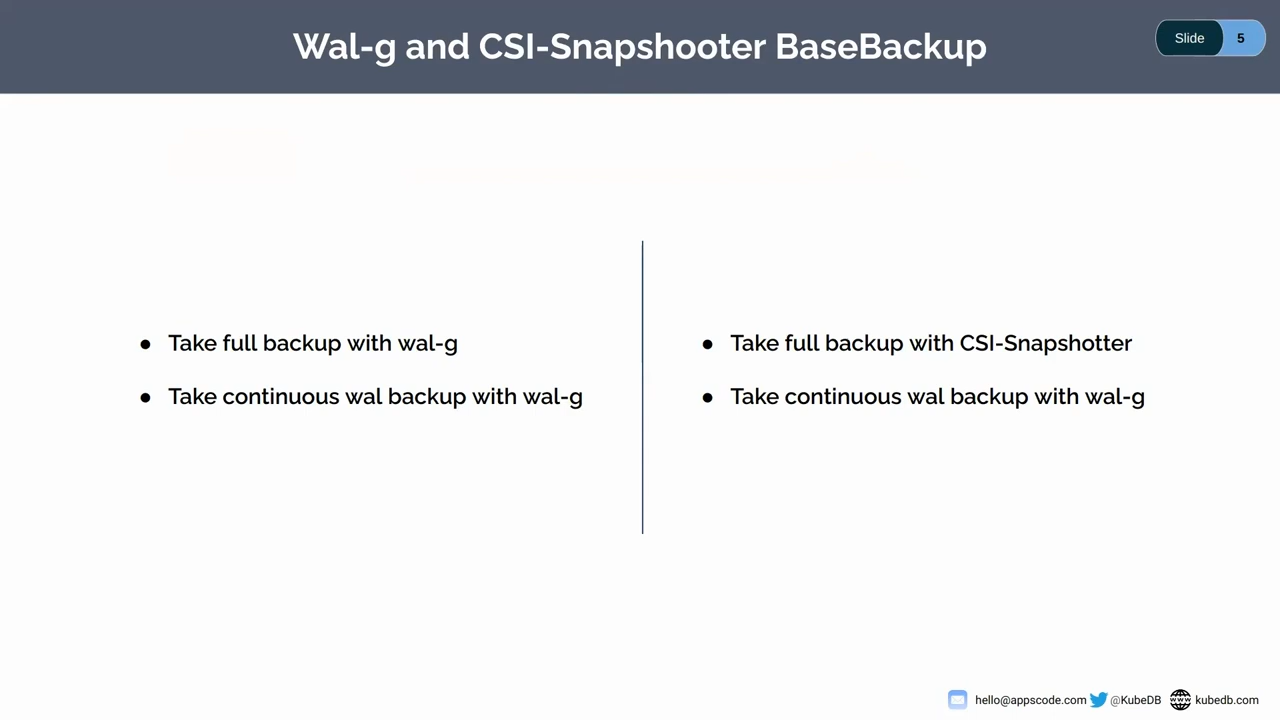 Wal-g and CSI-Snapshooter BaseBackup
Slide 5
● Take full backup with wal-g
● Take continuous wal backup with wal-g
● Take full backup with CSI-Snapshotter
● Take continuous wal backup with wal-g
hello@appscode.com @KubeDB www kubedb.com